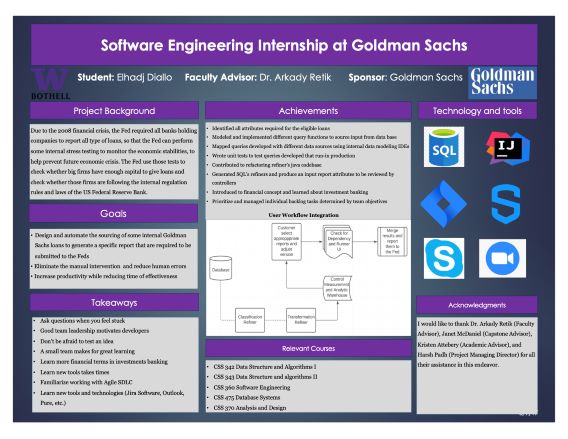 Software Engineering Internship at Goldman Sachs
W
BOTHELL
Student: Elhadj Diallo Faculty Advisor: Dr. Arkady Retik Sponsor: Goldman Sachs
Goldman
Sachs
Project Background
Due to the 2008 financial crisis, the Fed required all banks-holding
companies to report all type of loans, so that the Fed can perform
some internal stress testing to monitor the economic stabilities, to
help prevent future economic crisis. The Fed use those tests to
check whether big firms have enough capital to give loans and
check whether those firms are following the internal regulation
rules and laws of the US Federal Reserve Bank.
Goals
• Design and automate the sourcing of some internal Goldman
Sachs loans to generate a specific report that are required to be
submitted to the Feds
• Eliminate the manual intervention and reduce human errors
• Increase productivity while reducing time of effectiveness
Takeaways
• Ask questions when you feel stuck
• Good team leadership motivates developers
• Don't be afraid to test an idea
• A small team makes for great learning
• Learn more financial terms in investments banking
• Learn new tools takes times
• Familiarize working with Agile SDLC
• Learn new tools and technologies (Jira Software, Outlook,
Pure, etc.)
Achievements
• Identified all attributes required for the eligible loans
• Modeled and implemented different query functions to source input from data base
• Mapped queries developed with different data sources using internal data modeling IDEs
• Wrote unit tests to test queries developed that run-in production
• Contributed to refactoring refiner's java codebase
• Generated SQL's refiners and produce an input report attributes to be reviewed by
controllers
• Introduced to financial concept and learned about investment banking
• Prioritize and managed individual backlog tasks determined by team objectives
User Workflow Integration
Customer
select
appropriate
reports and
adjust
version
Check for
Dependency
and Runner
UI
Merge
results and
report
them to
the Fed
Database
Control
Measurement
and Analytic
Warehouse
Classification
Refiner
Transformation
Refiner
Relevant Courses
• CSS 342 Data Structure and Algorithms I
• CSS 343 Data Structure and algorithms II
• CSS 360 Software Engineering
• CSS 475 Database Systems
• CSS 370 Analysis and Design
Technology and tools
SQL
IJ
S
S
Acknowledgments
I would like to thank Dr. Arkady Retik (Faculty
Advisor), Janet McDaniel (Capstone Advisor),
Kristen Attebery (Academic Advisor), and
Harsh Padh (Project Managing Director) for all
their assistance in this endeavor.